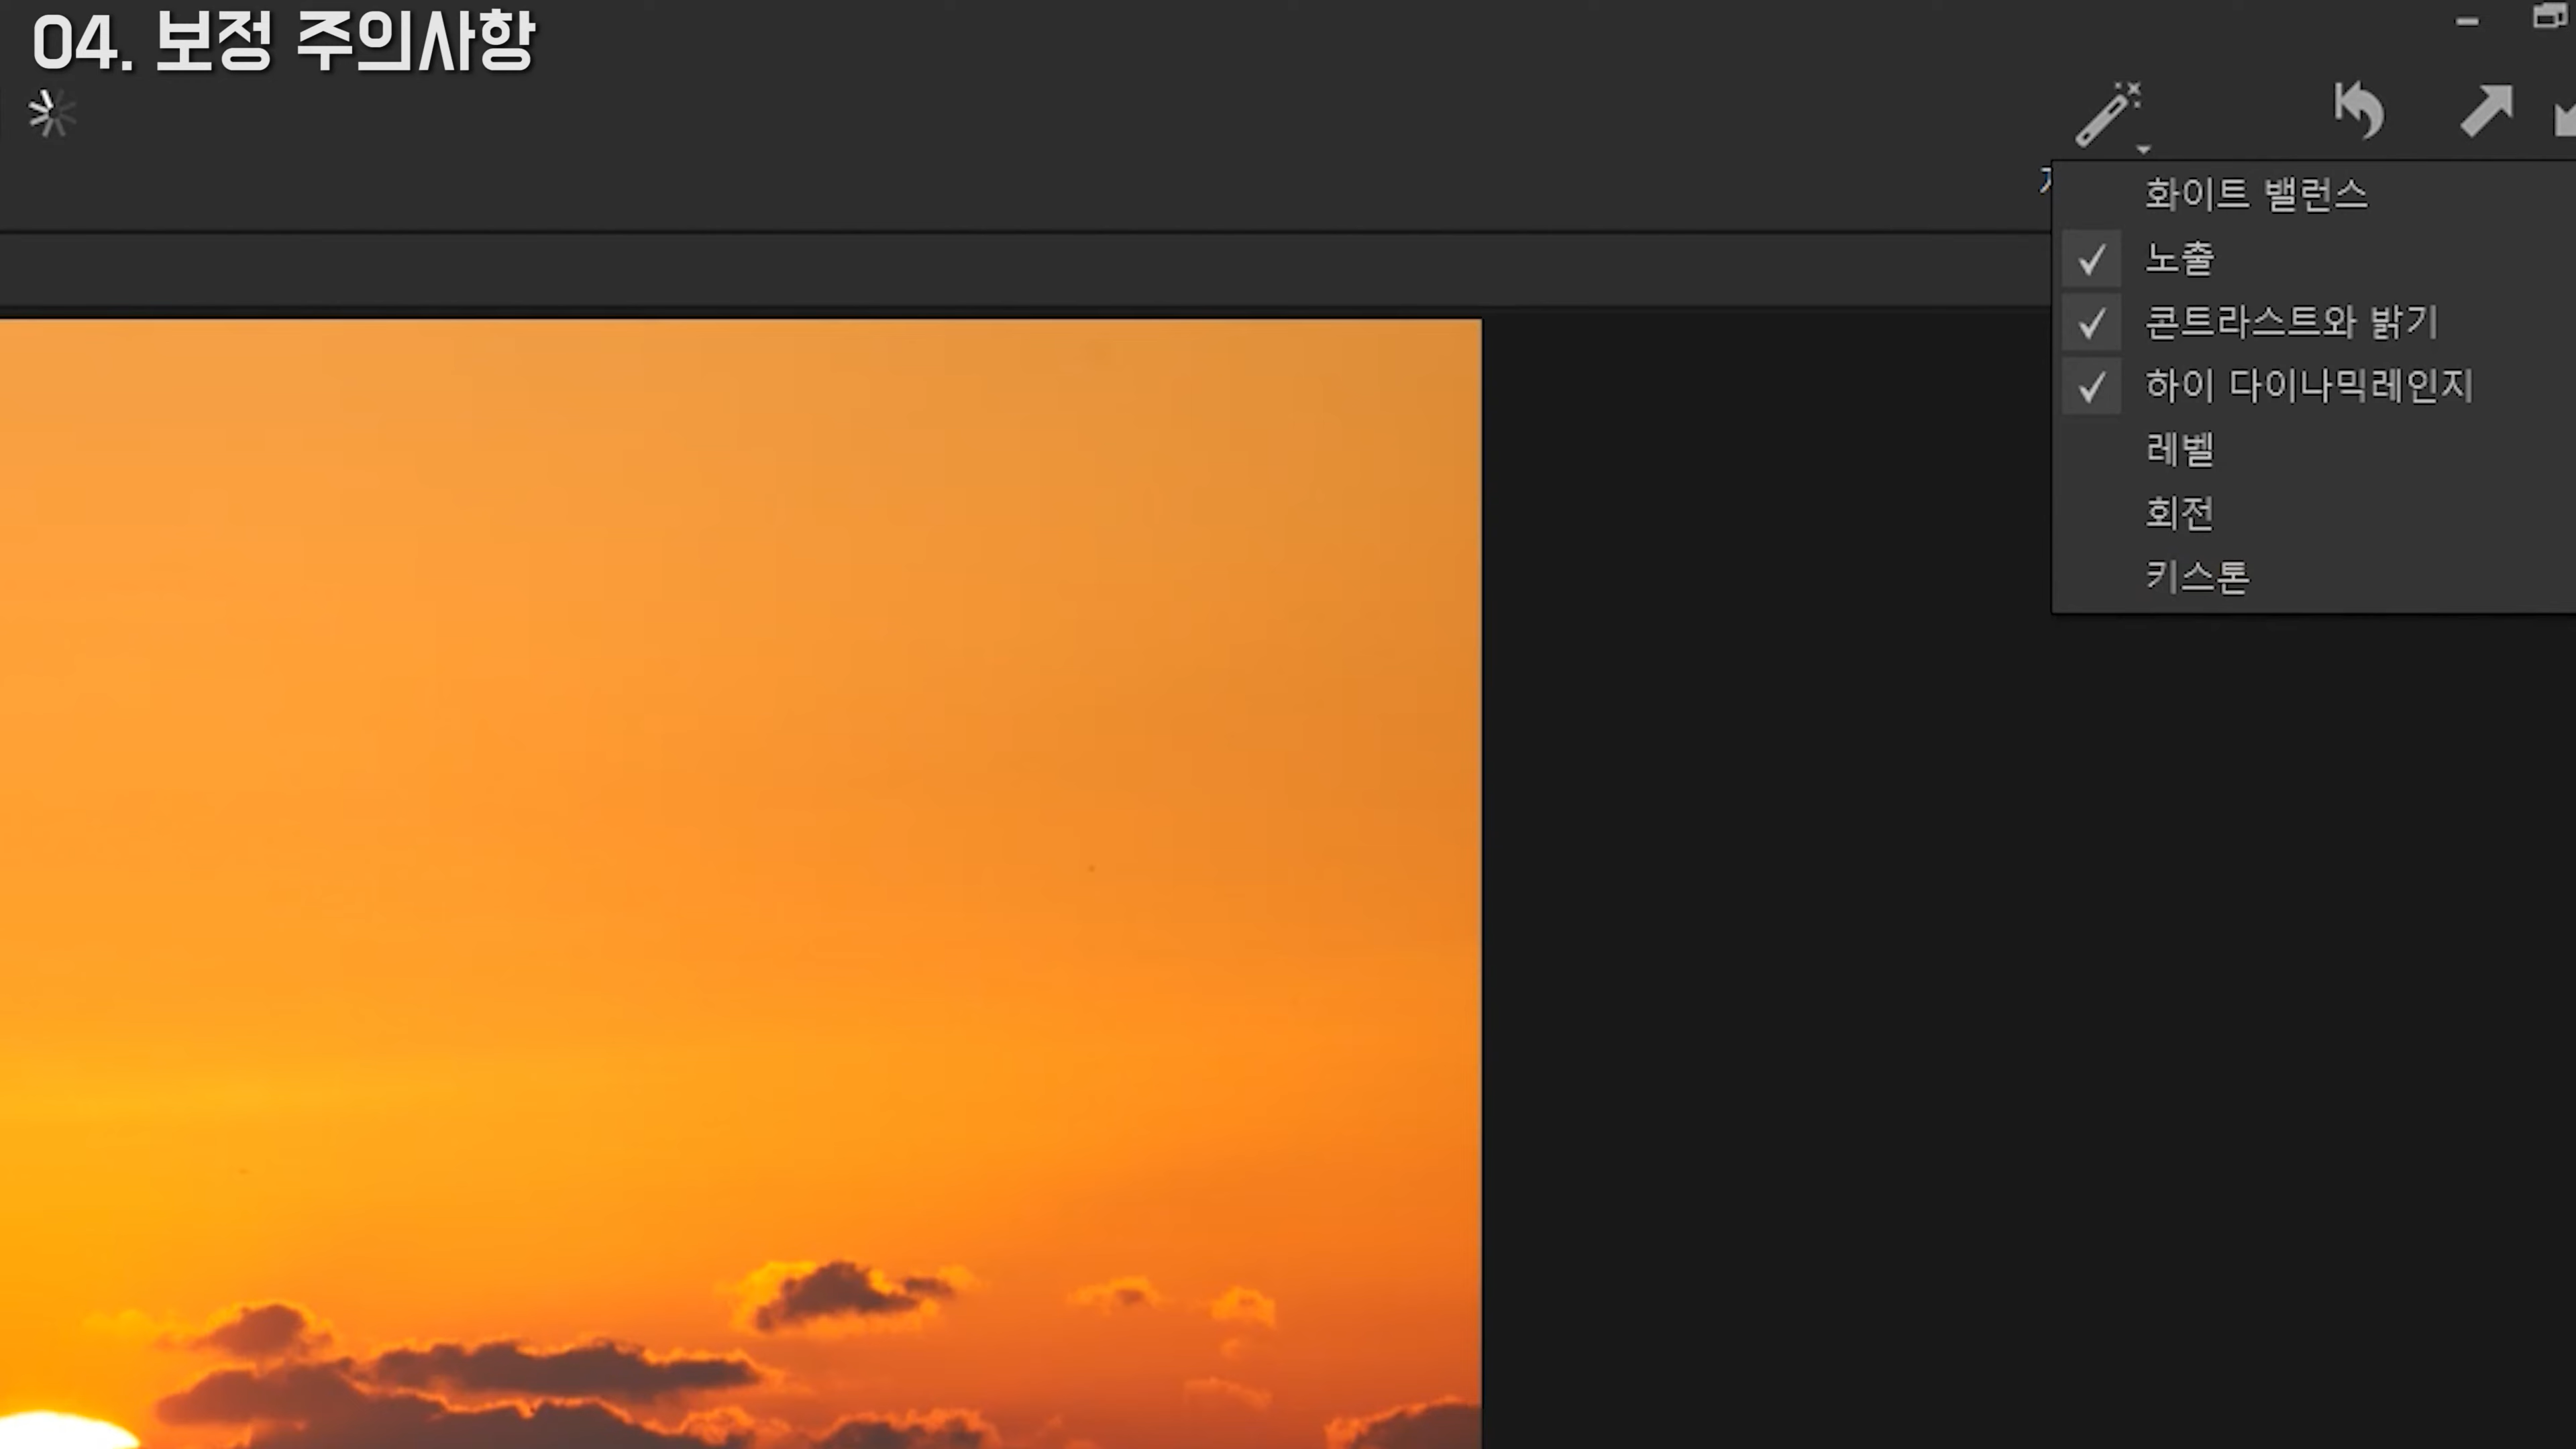 04. 보정 주의사항
화이트 밸런스
노출
콘트라스트와 밝기
하이 다이나믹레인지
레벨
회전
키스톤